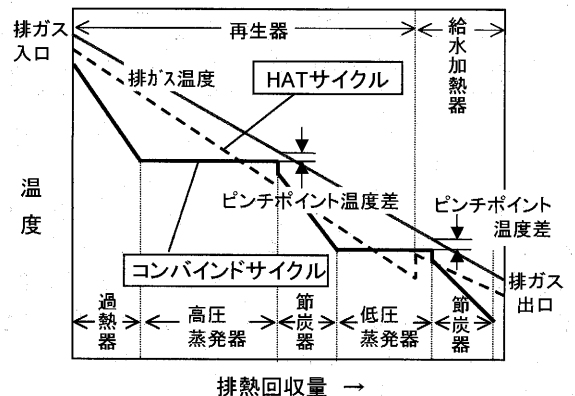 排ガス
入口
再生器
給水加熱器
排ガス温度
HATサイクル
ピンチポイント温度差
ピンチポイント
温度差
温度
コンバインドサイクル
排ガス
出口
過熱器
高圧
蒸発器
節炭器
低圧
蒸発器
節炭器
排熱回収量 →